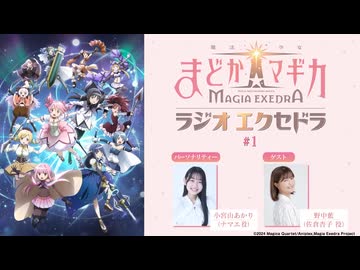 魔法少女
まどか☆マギカ
MAGIA EXEDRA
ラジオ エクセドラ
#1
パーソナリティー
小宮山あかり
(ナマエ 役)
ゲスト
野中藍
(佐倉杏子 役)
©2024 Magica Quartet/Aniplex,Magia Exedra Project